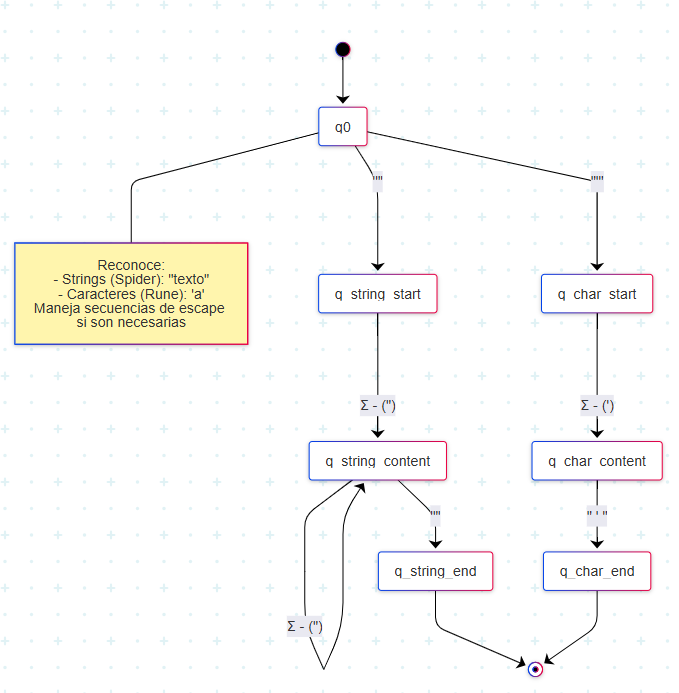 q0
""
"'"
Reconoce:
- Strings (Spider): "texto"
- Caracteres (Rune): 'a'
Maneja secuencias de escape
si son necesarias
q_string_start
q_char_start
Σ - (")
Σ - (')
q_string_content
q_char_content
""
" ' "
q_string_end
q_char_end
Σ - (")